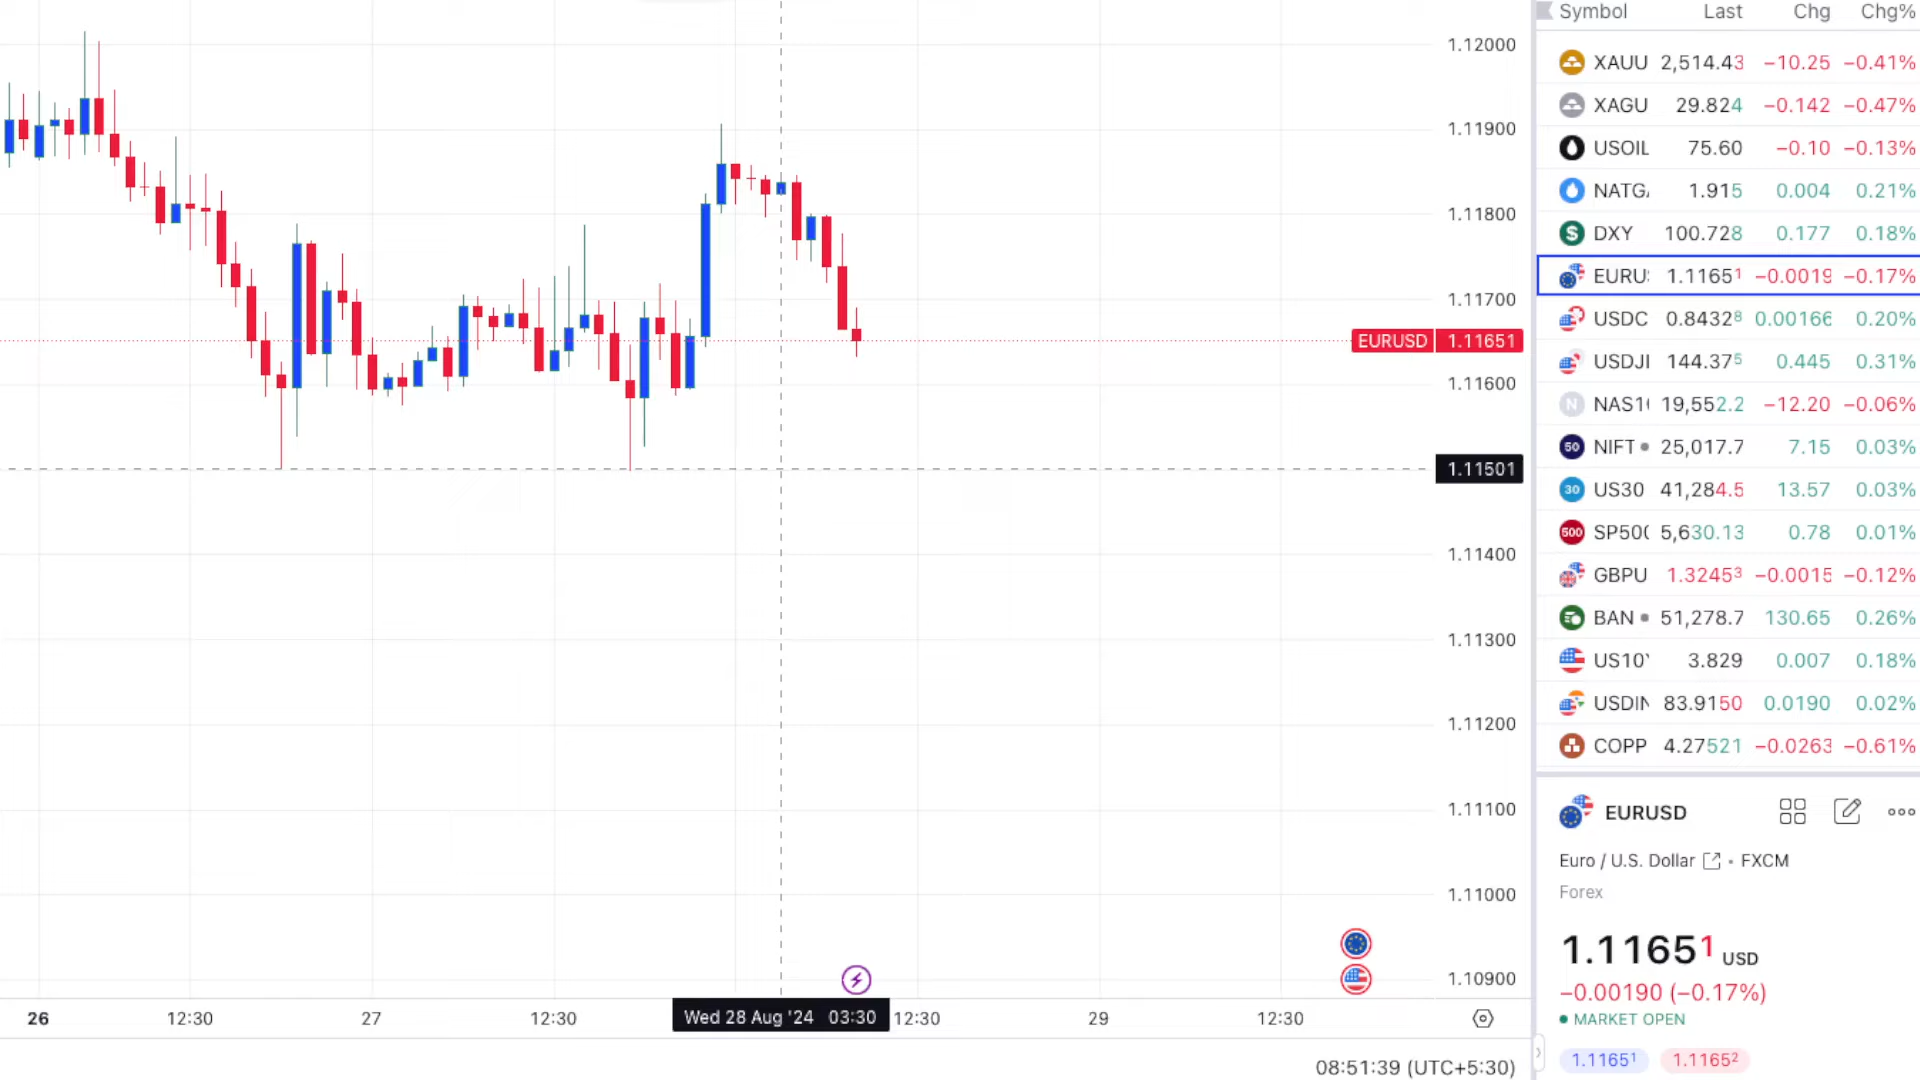 Symbol Last Chg Chg%
1.12000
XAUU 2,514.43 −10.25 −0.41%
XAGU 29.824 −0.142 −0.47%
1.11900
USOIL 75.60 −0.10 −0.13%
NATG 1.915 0.004 0.21%
1.11800
DXY 100.728 0.177 0.18%
EURU 1.11651 −0.0019 −0.17%
1.11700
USDC 0.84328 0.00166 0.20%
EURUSD 1.11651
USDJI 144.375 0.445 0.31%
1.11600
NAS1 19,552.2 −12.20 −0.06%
50 NIFT 25,017.7 7.15 0.03%
1.11501
30 US30 41,284.5 13.57 0.03%
500 SP50 5,630.13 0.78 0.01%
1.11400
GBPU 1.32453 −0.0015 −0.12%
BAN 51,278.7 130.65 0.26%
1.11300
US10 3.829 0.007 0.18%
USDIN 83.9150 0.0190 0.02%
1.11200
COPP 4.27521 −0.0263 −0.61%
1.11100
EURUSD
Euro / U.S. Dollar • FXCM
Forex
1.11000
1.11651 USD
1.10900
−0.00190 (−0.17%)
MARKET OPEN
26 12:30 27 12:30 Wed 28 Aug '24 03:30 12:30 29 12:30
1.11651 1.11652
08:51:39 (UTC+5:30)